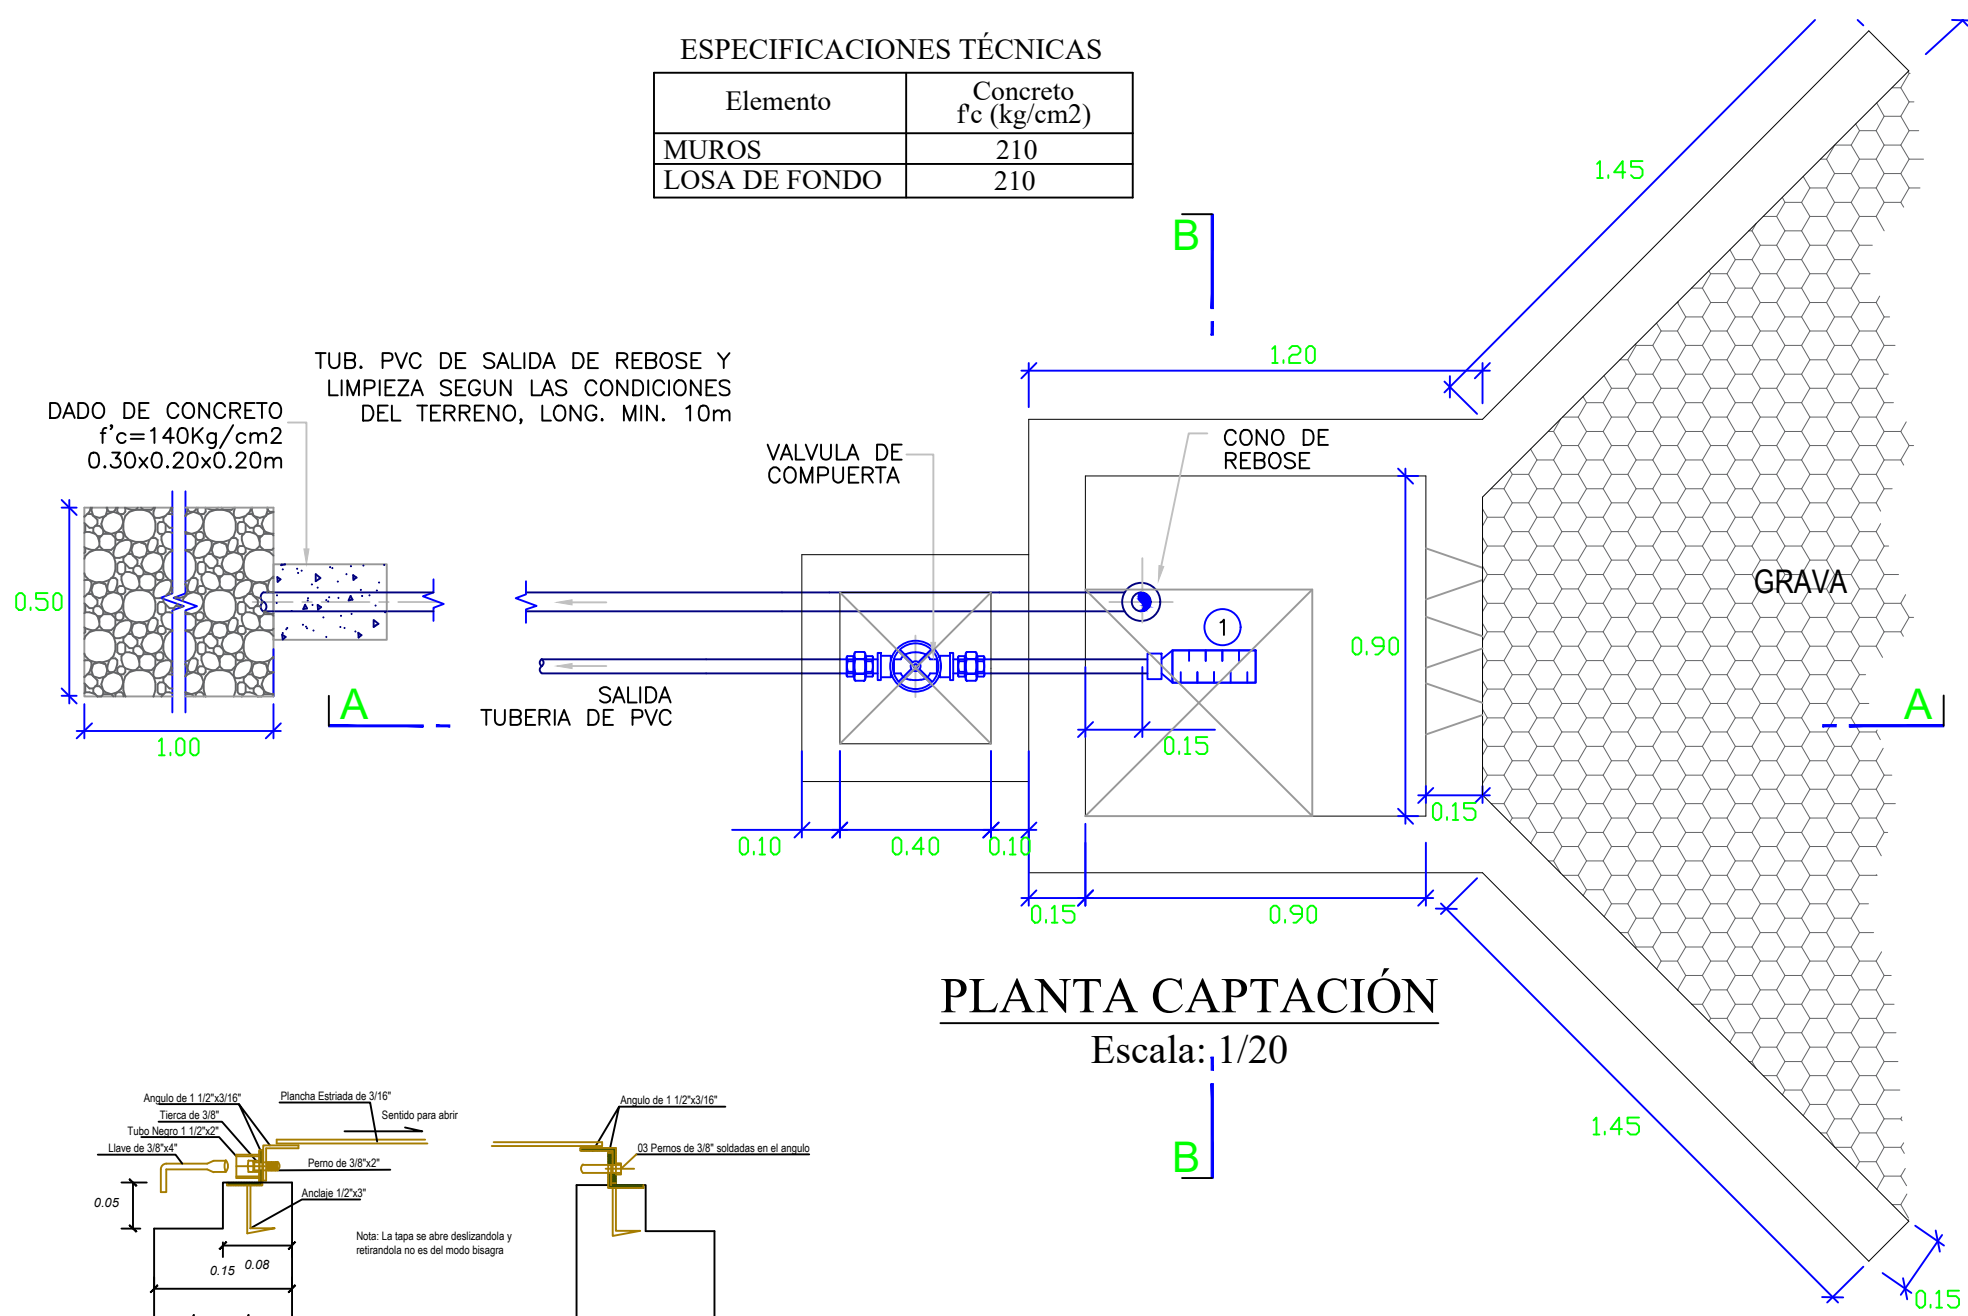 ESPECIFICACIONES TÉCNICAS
Elemento
Concreto
f'c (kg/cm2)
MUROS
210
LOSA DE FONDO
210
1.45
B
1.20
TUB. PVC DE SALIDA DE REBOSE Y
LIMPIEZA SEGUN LAS CONDICIONES
DEL TERRENO, LONG. MIN. 10m
DADO DE CONCRETO
f'c=140Kg/cm2
0.30x0.20x0.20m
VALVULA DE
COMPUERTA
CONO DE
REBOSE
GRAVA
0.50
1
0.90
SALIDA
TUBERIA DE PVC
A
A
1.00
0.15
0.15
0.10
0.40
0.10
0.15
0.90
PLANTA CAPTACIÓN
Escala: 1/20
1.45
B
0.15
Angulo de 1 1/2"x3/16"
Plancha Estriada de 3/16"
Tierca de 3/8"
Sentido para abrir
Tubo Negro 1 1/2"x2"
Llave de 3/8"x4"
Perno de 3/8"x2"
Anclaje 1/2"x3"
0.05
0.08
0.15
Nota: La tapa se abre deslizandola y
retirandola no es del modo bisagra
Angulo de 1 1/2"x3/16"
03 Pernos de 3/8" soldadas en el angulo